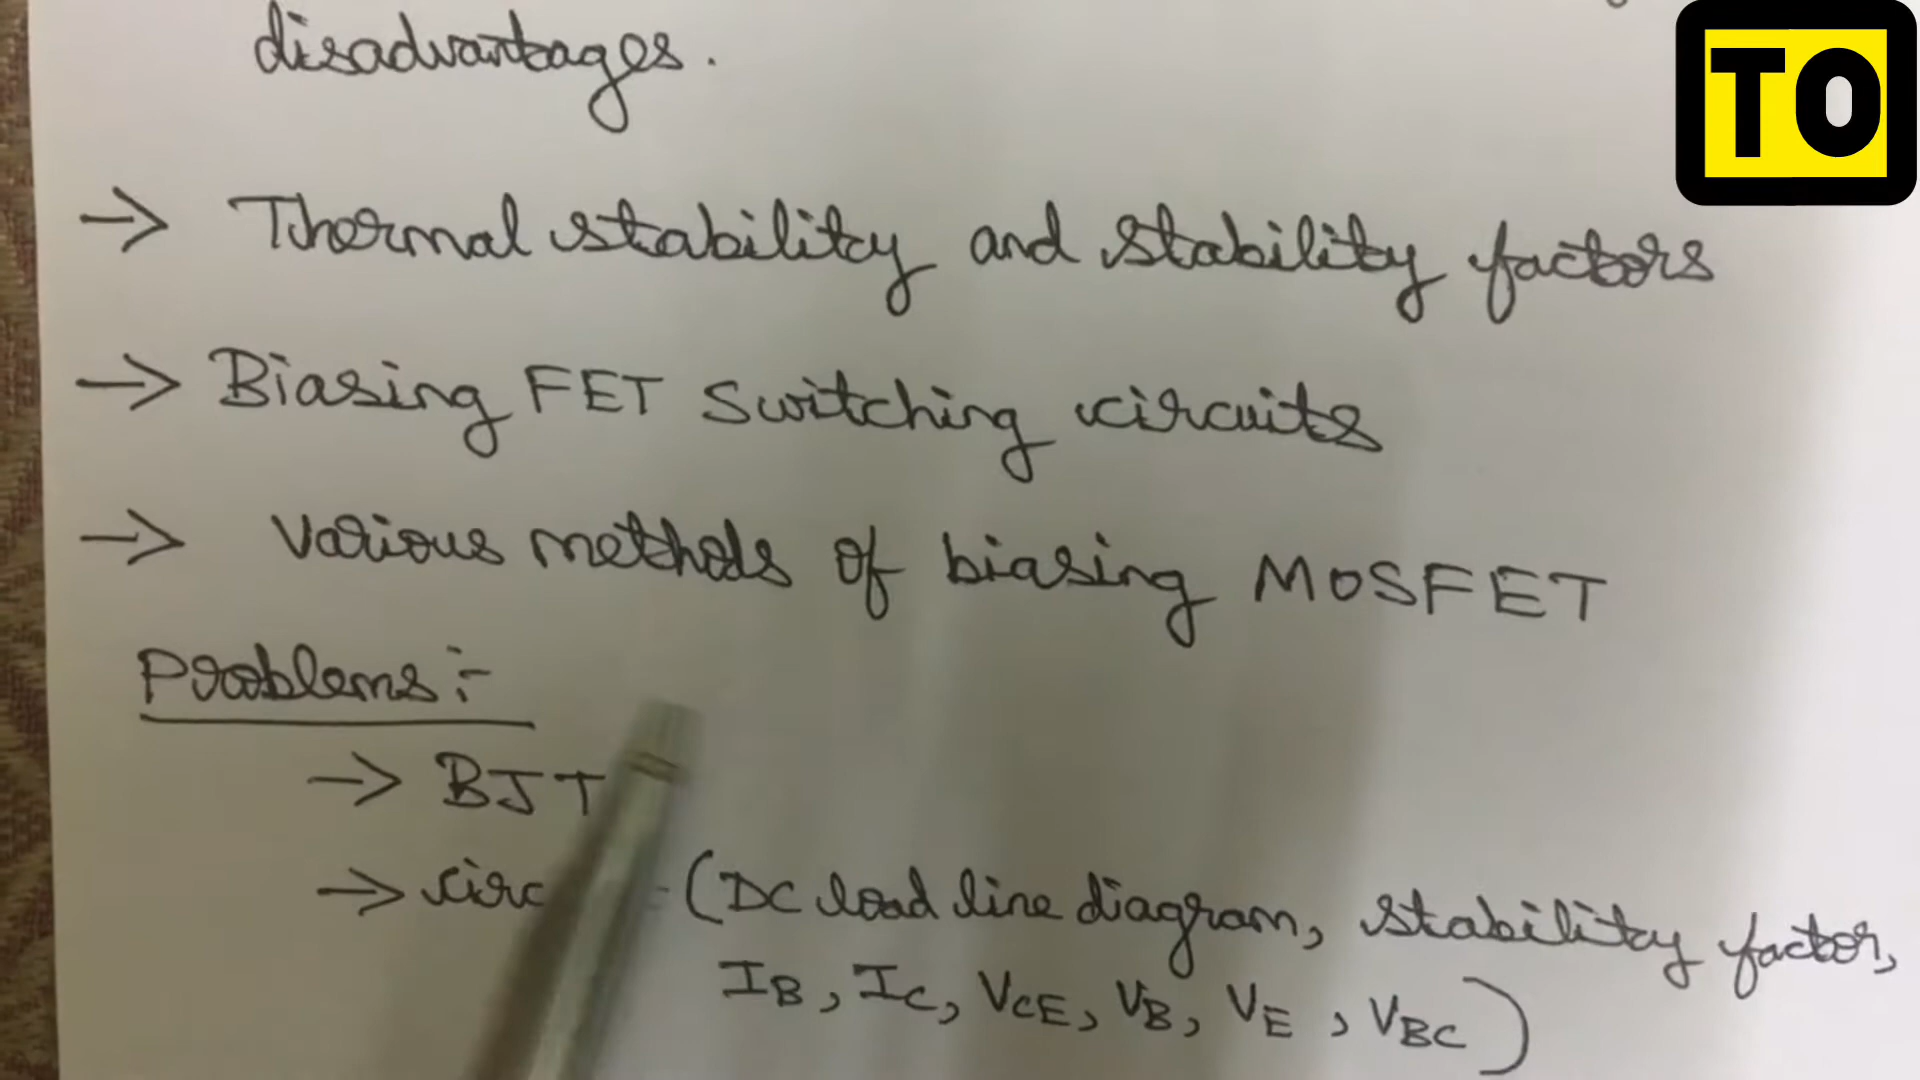 disadvantages.
TO
→ Thermal stability and stability factors
→ Biasing FET Switching circuits
→ Various methods of biasing MOSFET
Problems:-
→ BJT
→ (DC load line diagram, stability factor,
IB, IC, VCE, VB, VE, VBC)